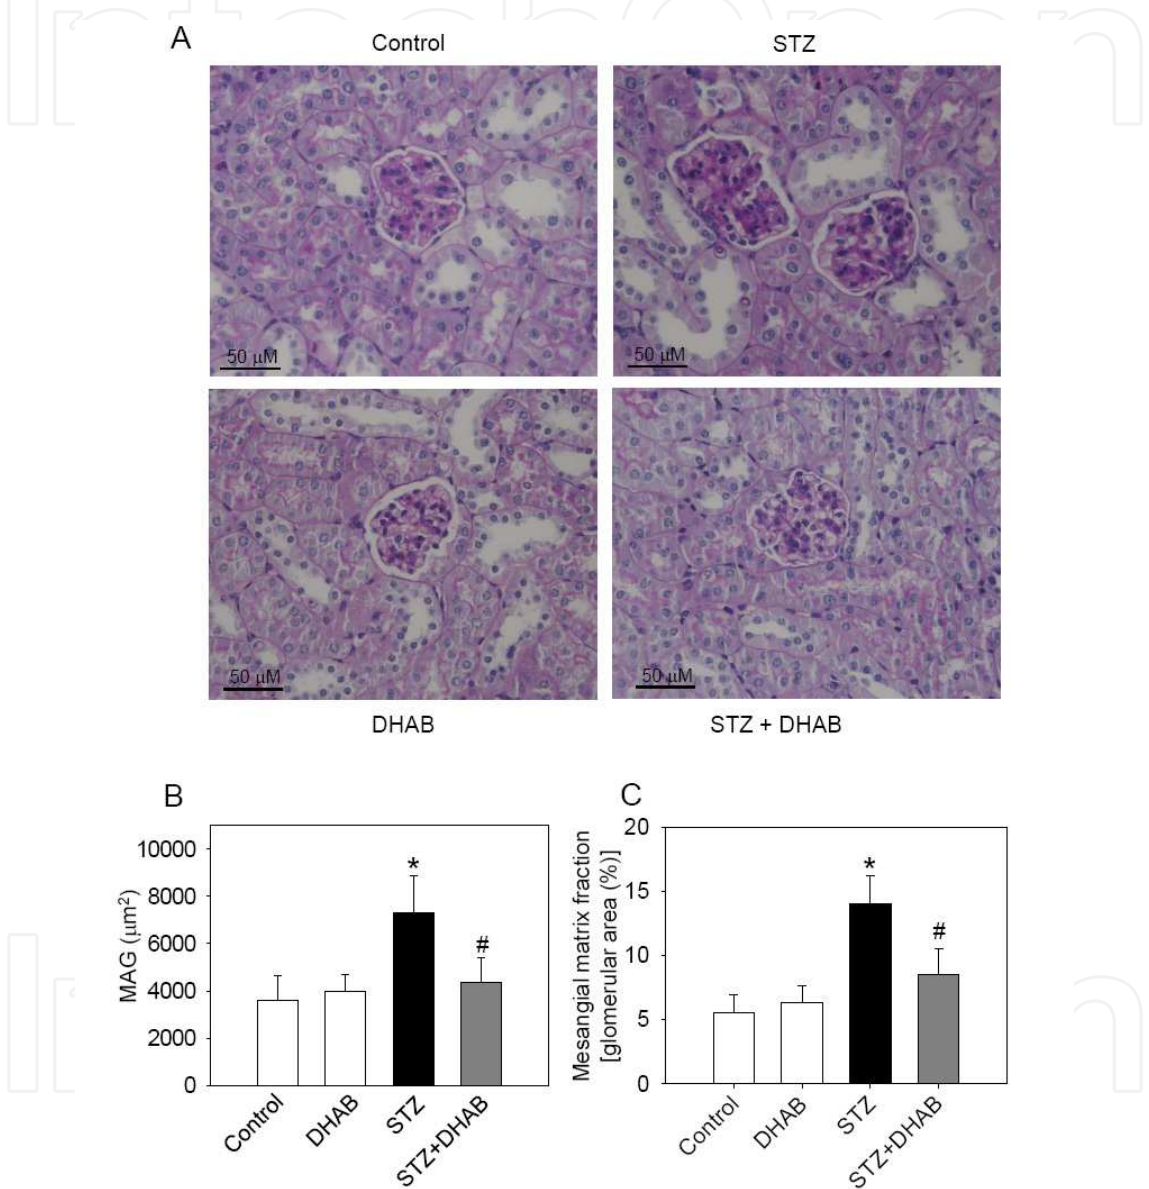 A
Control
STZ
50 μM
50 μM
50 μM
50 μM
DHAB
STZ + DHAB
B
MAG (μm²)
10000
8000
6000
4000
2000
0
*
#
Control
DHAB
STZ
STZ+DHAB
C
Mesangial matrix fraction
[glomerular area (%)]
20
15
10
5
0
*
#
Control
DHAB
STZ
STZ+DHAB